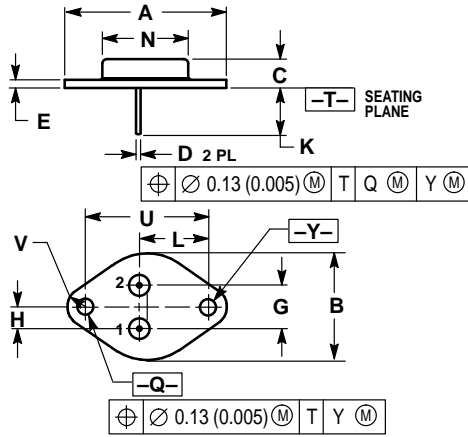 A
N
C
E
–T– SEATING
PLANE
K
D 2 PL
⌖ ∅ 0.13 (0.005) Ⓜ T Q Ⓜ Y Ⓜ
U
V
L
–Y–
2
H
G
B
1
–Q–
⌖ ∅ 0.13 (0.005) Ⓜ T Y Ⓜ